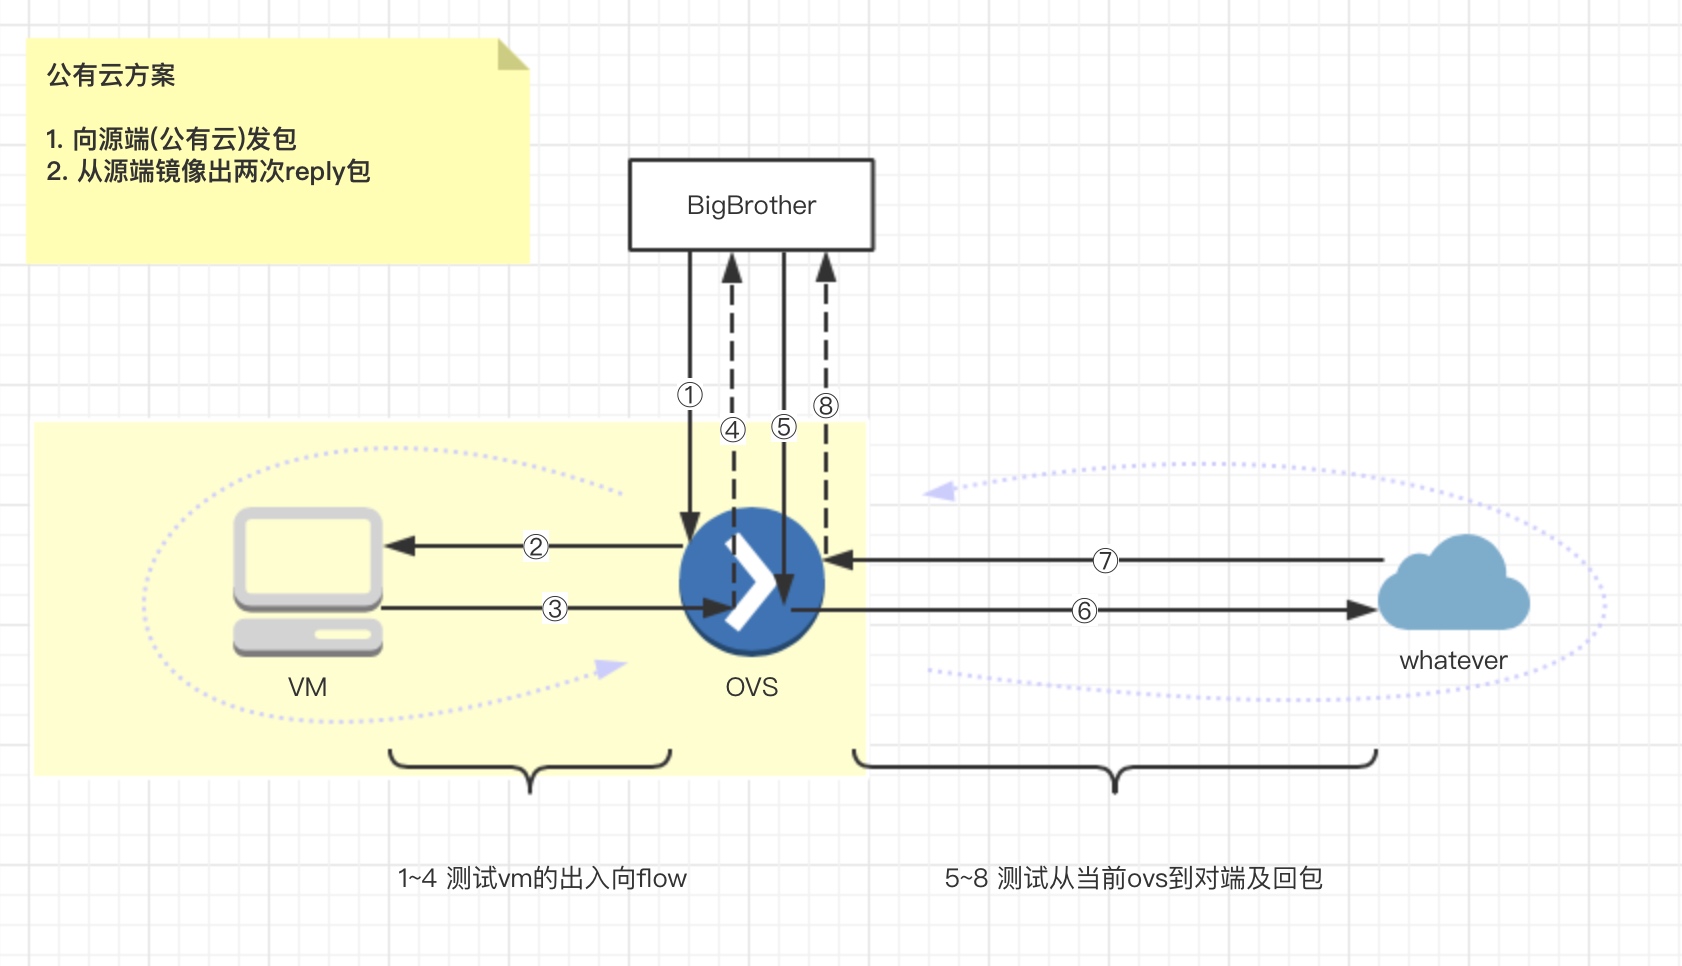 公有云方案
1. 向源端(公有云)发包
2. 从源端镜像出两次reply包
BigBrother
①
④
⑤
⑧
②
⑦
③
⑥
VM
OVS
whatever
1~4 测试vm的出入向flow
5~8 测试从当前ovs到对端及回包